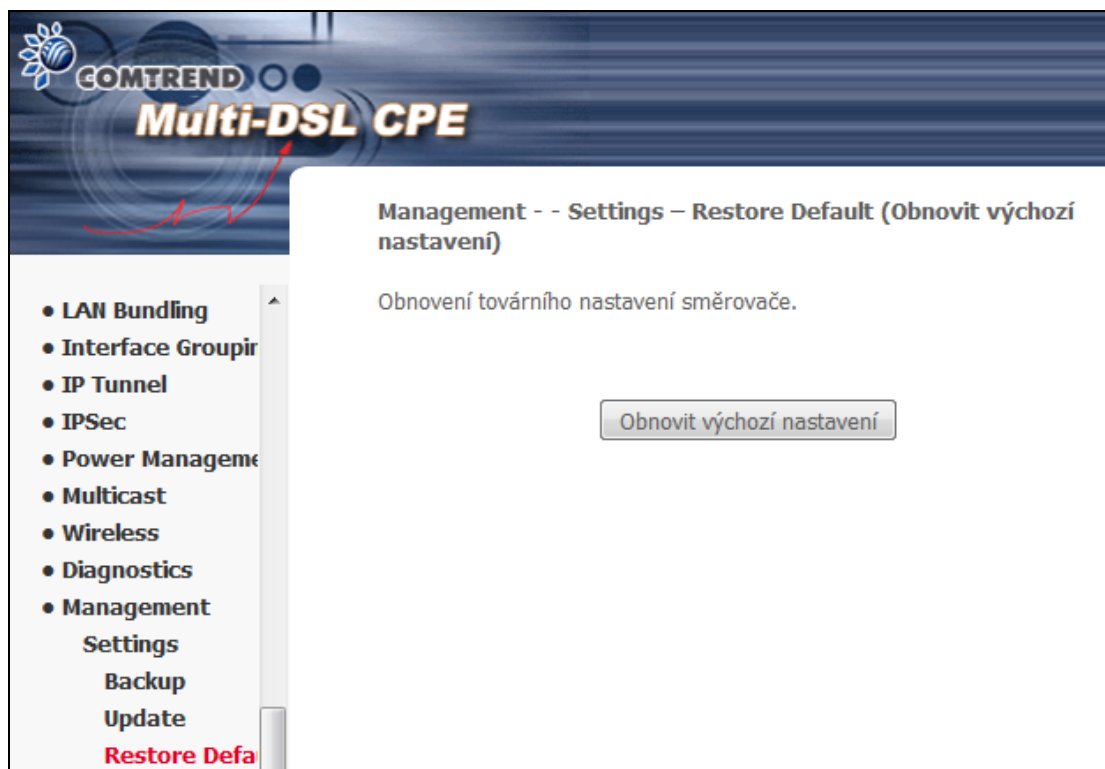 COMTREND
Multi-DSL CPE
Management - - Settings – Restore Default (Obnovit výchozí
nastavení)
Obnovení továrního nastavení směrovače.
Obnovit výchozí nastavení
• LAN Bundling
• Interface Groupin
• IP Tunnel
• IPSec
• Power Manageme
• Multicast
• Wireless
• Diagnostics
• Management
Settings
Backup
Update
Restore Defa